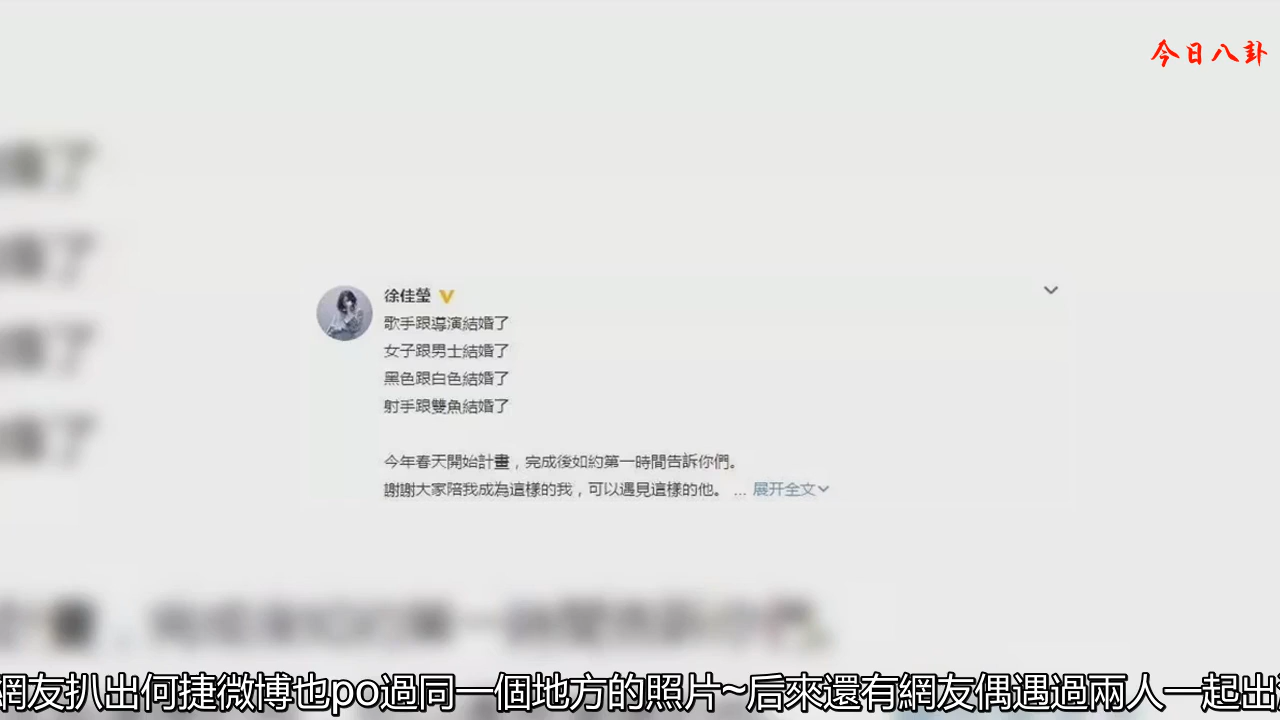 今日八卦
徐佳瑩
歌手跟導演結婚了
女子跟男士結婚了
黑色跟白色結婚了
射手跟雙魚結婚了
今年春天開始計畫，完成後如約第一時間告訴你們。
謝謝大家陪我成為這樣的我，可以遇見這樣的他。 ... 展开全文
網友扒出何捷微博也po過同一個地方的照片~后來還有網友偶遇過兩人一起出